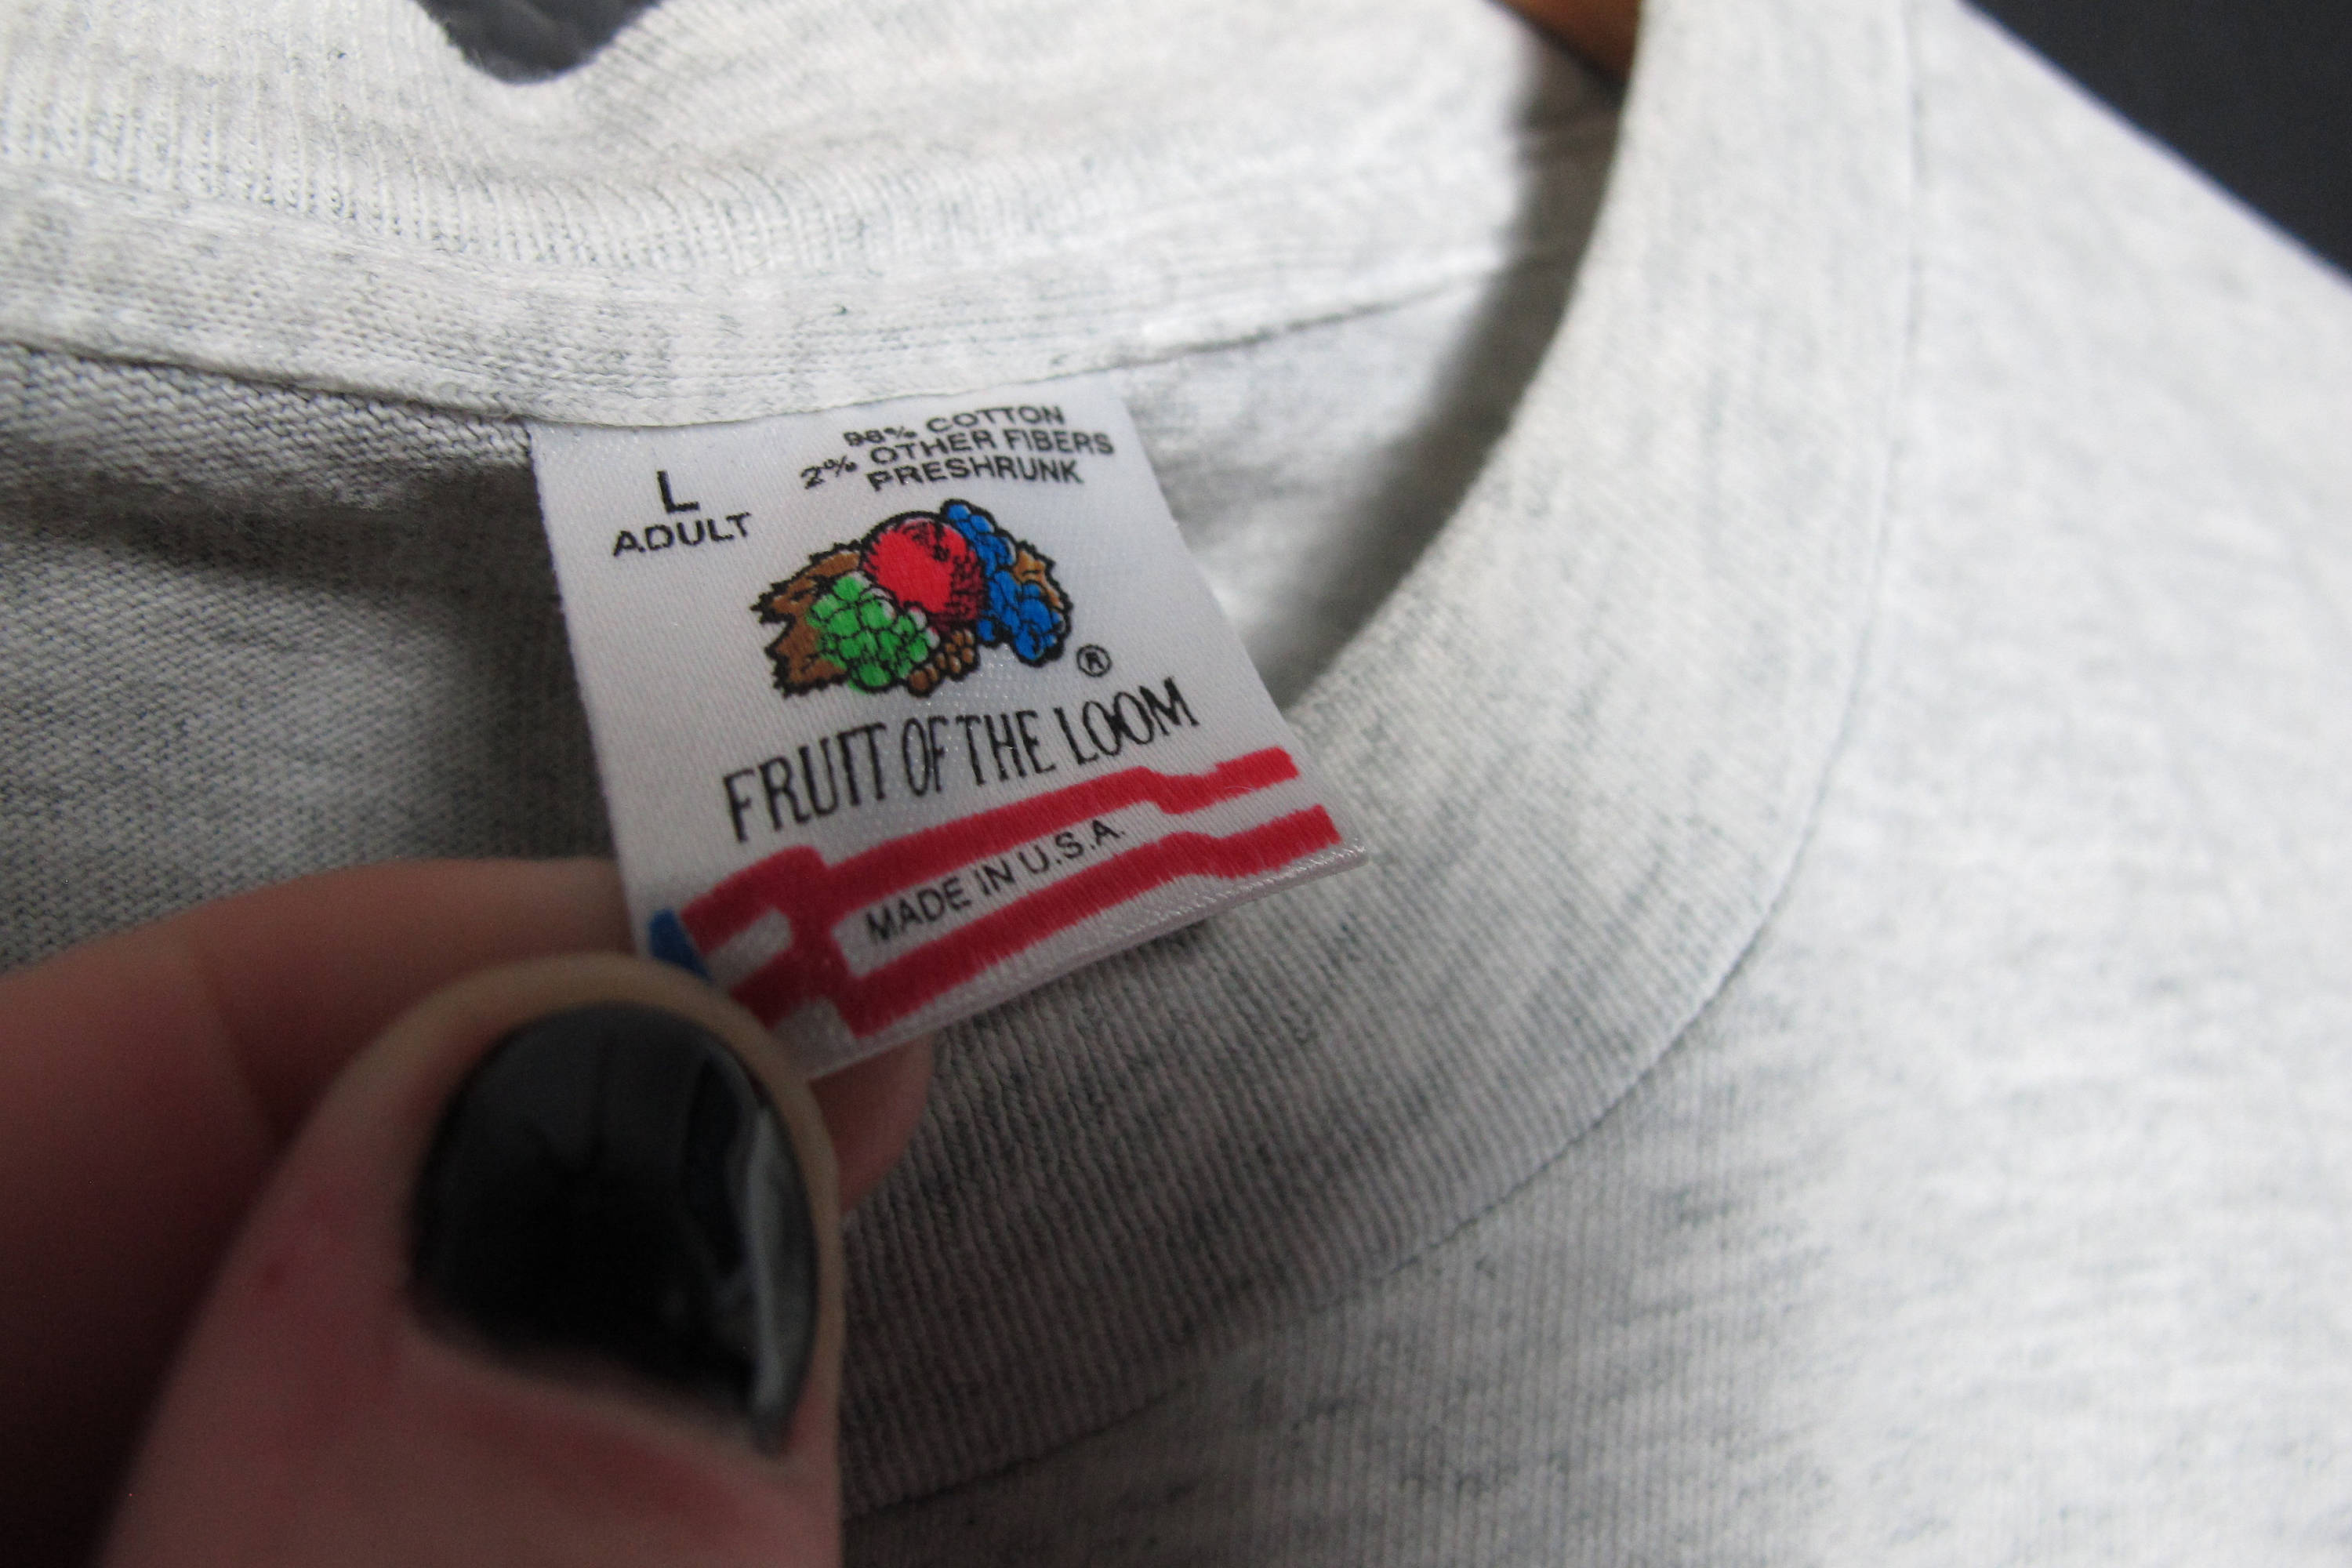 98% COTTON
2% OTHER FIBERS
PRESHRUNK
L
ADULT
®
FRUIT OF THE LOOM
MADE IN U.S.A.